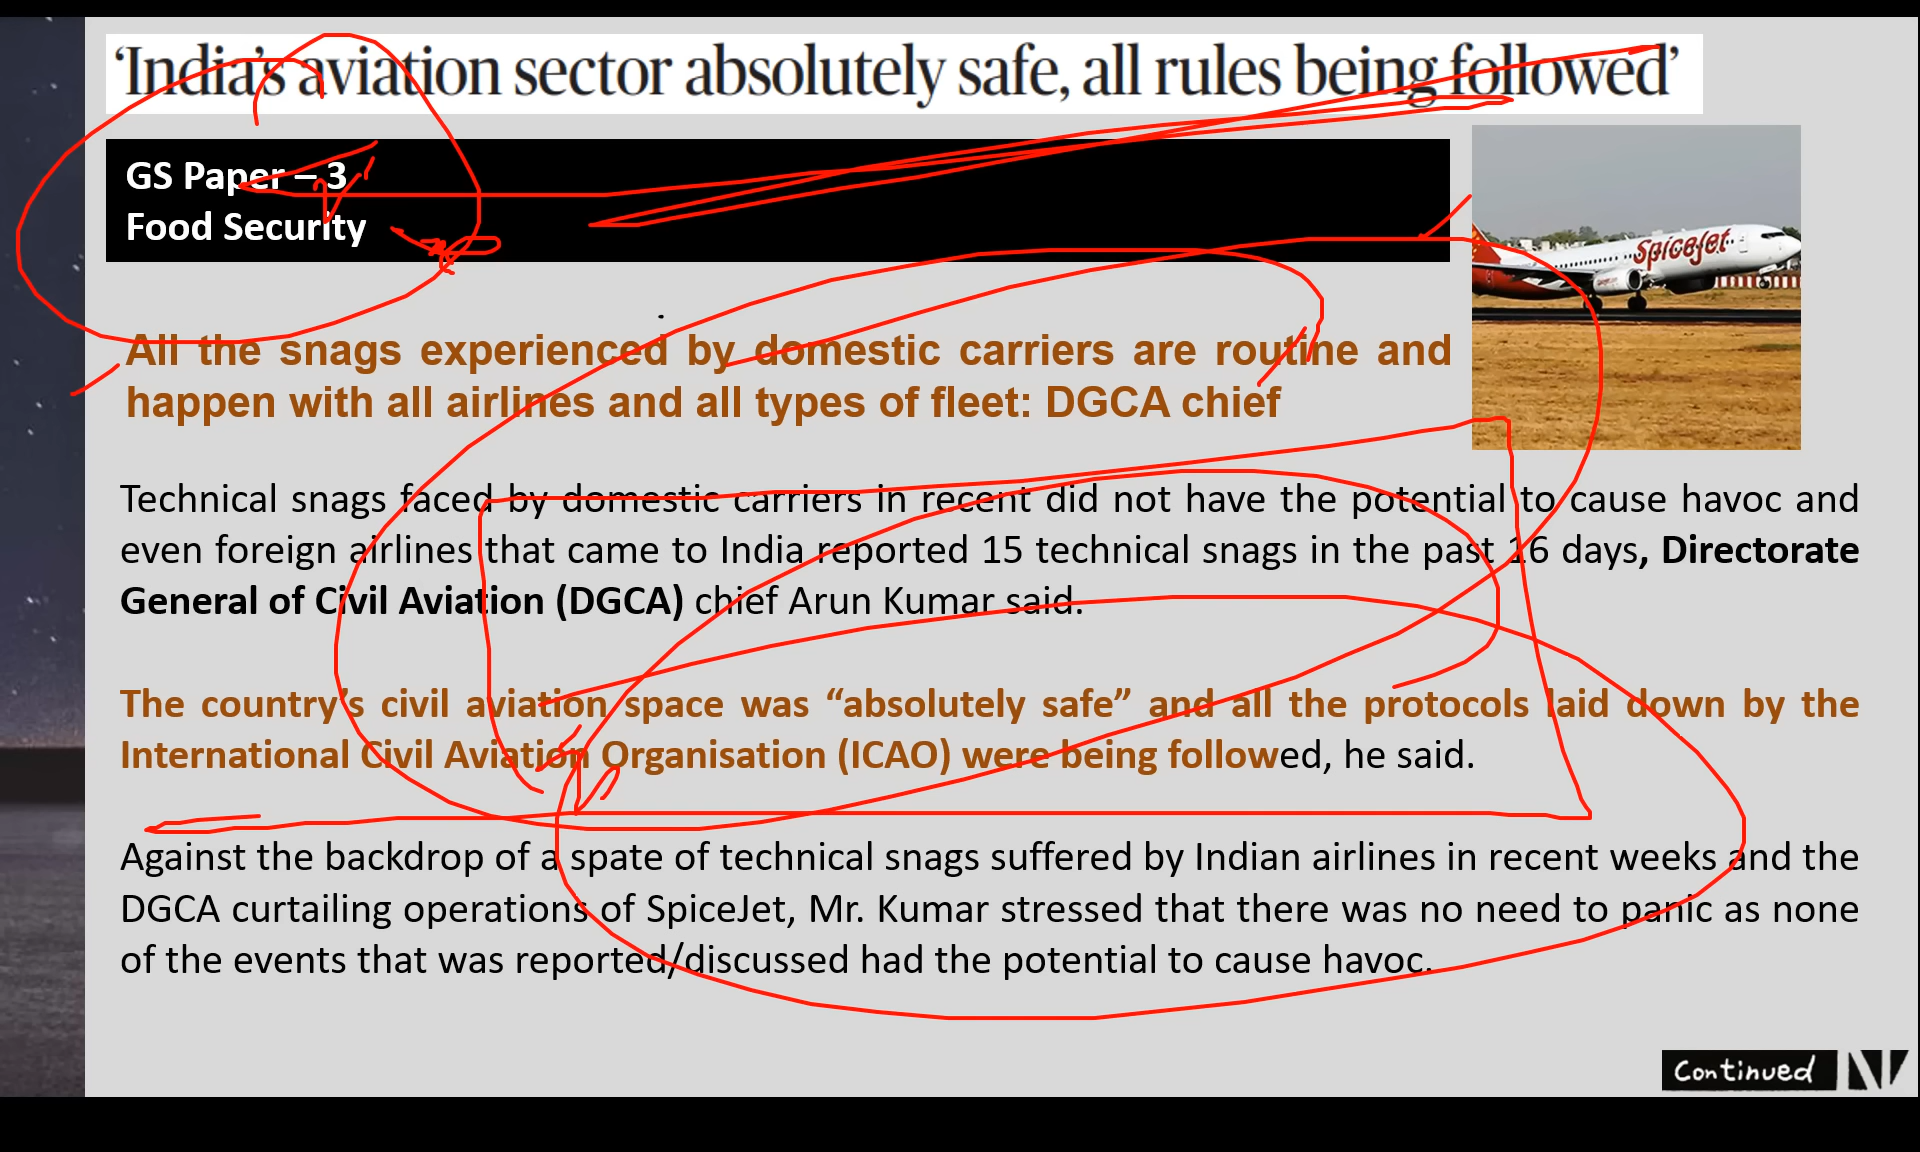 ‘India’s aviation sector absolutely safe, all rules being followed’
GS Paper – 3
Food Security
All the snags experienced by domestic carriers are routine and
happen with all airlines and all types of fleet: DGCA chief
SpiceJet
Technical snags faced by domestic carriers in recent did not have the potential to cause havoc and
even foreign airlines that came to India reported 15 technical snags in the past 16 days, Directorate
General of Civil Aviation (DGCA) chief Arun Kumar said.
The country’s civil aviation space was “absolutely safe” and all the protocols laid down by the
International Civil Aviation Organisation (ICAO) were being followed, he said.
Against the backdrop of a spate of technical snags suffered by Indian airlines in recent weeks and the
DGCA curtailing operations of SpiceJet, Mr. Kumar stressed that there was no need to panic as none
of the events that was reported/discussed had the potential to cause havoc.
Continued